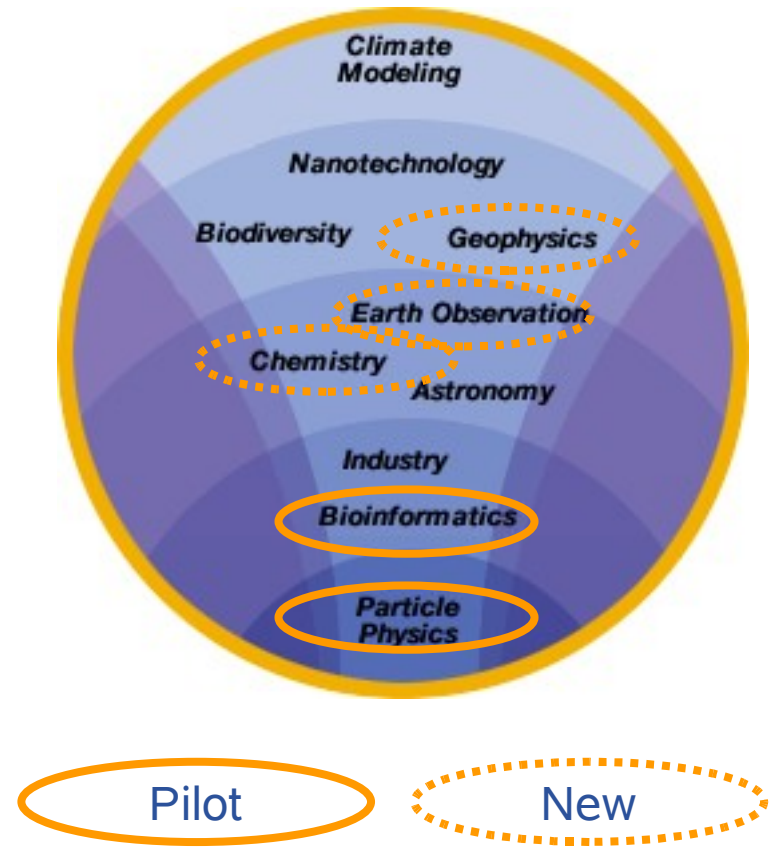 Climate
Modeling
Nanotechnology
Biodiversity
Geophysics
Earth Observation
Chemistry
Astronomy
Industry
Bioinformatics
Particle
Physics
Pilot
New